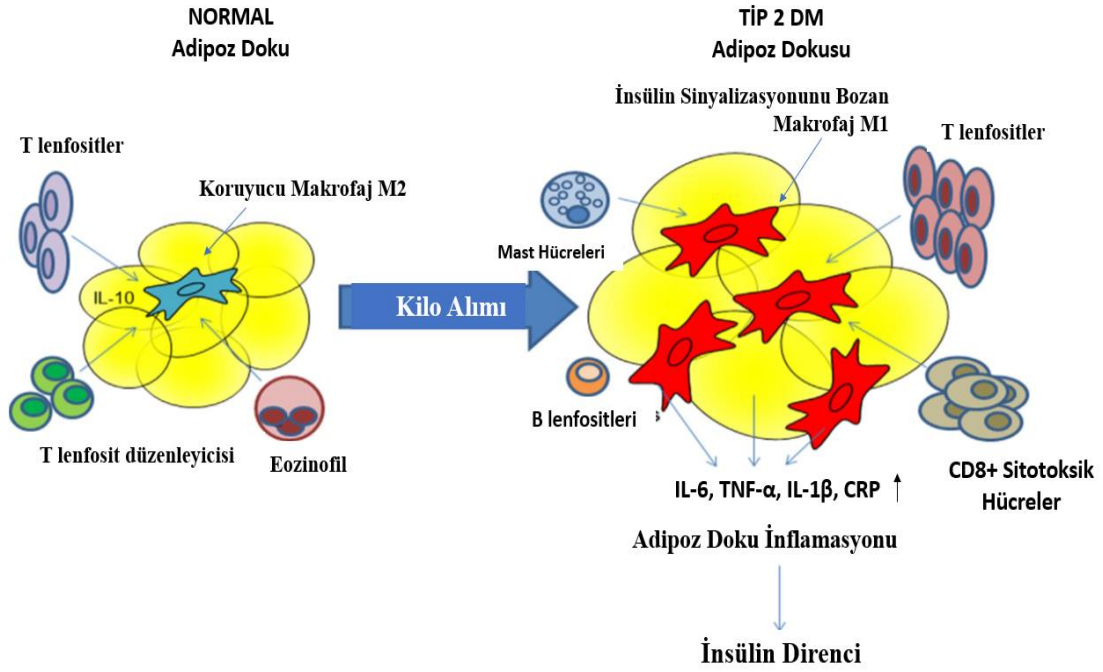 NORMAL
Adipoz Doku
T lenfositler
Koruyucu Makrofaj M2
IL-10
T lenfosit düzenleyicisi
Eozinofil
Kilo Alımı
TİP 2 DM
Adipoz Dokusu
İnsülin Sinyalizasyonunu Bozan
Makrofaj M1
T lenfositler
Mast Hücreleri
B lenfositleri
s
CD8+ Sitotoksik
Hücreler
IL-6, TNF-α, IL-1β, CRP ↑
Adipoz Doku İnflamasyonu
İnsülin Direnci